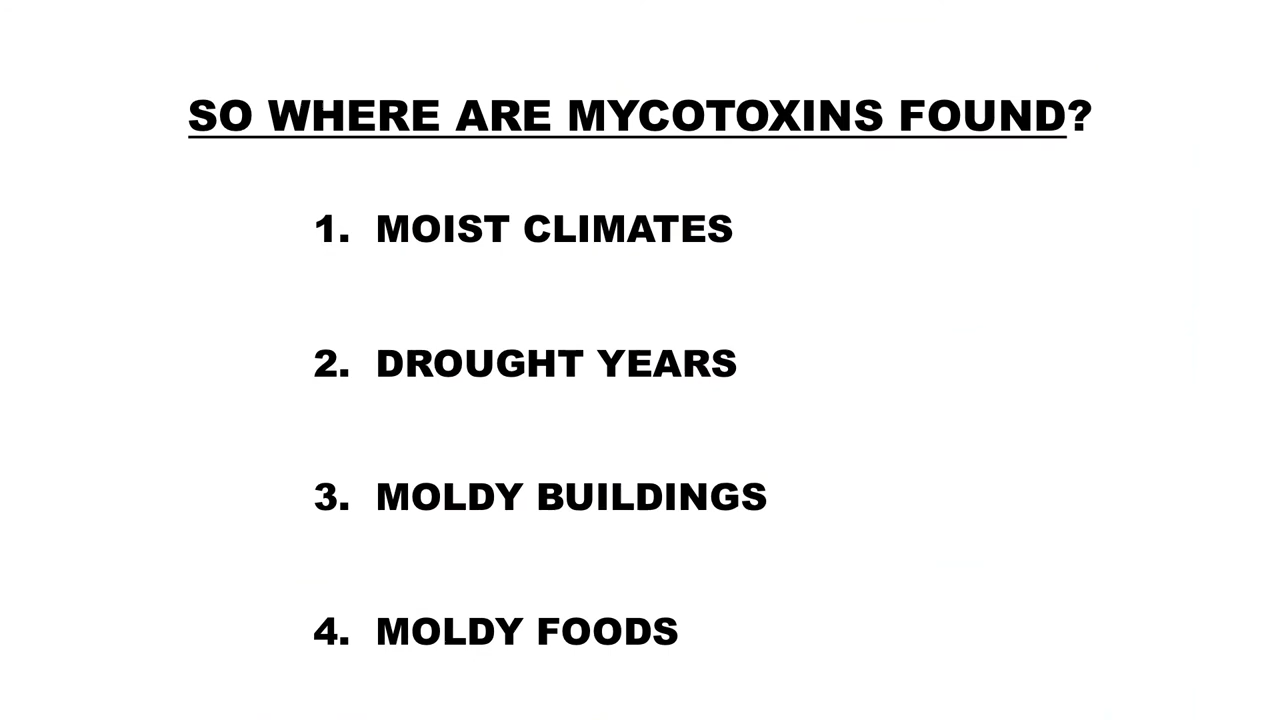 SO WHERE ARE MYCOTOXINS FOUND?
1. MOIST CLIMATES
2. DROUGHT YEARS
3. MOLDY BUILDINGS
4. MOLDY FOODS